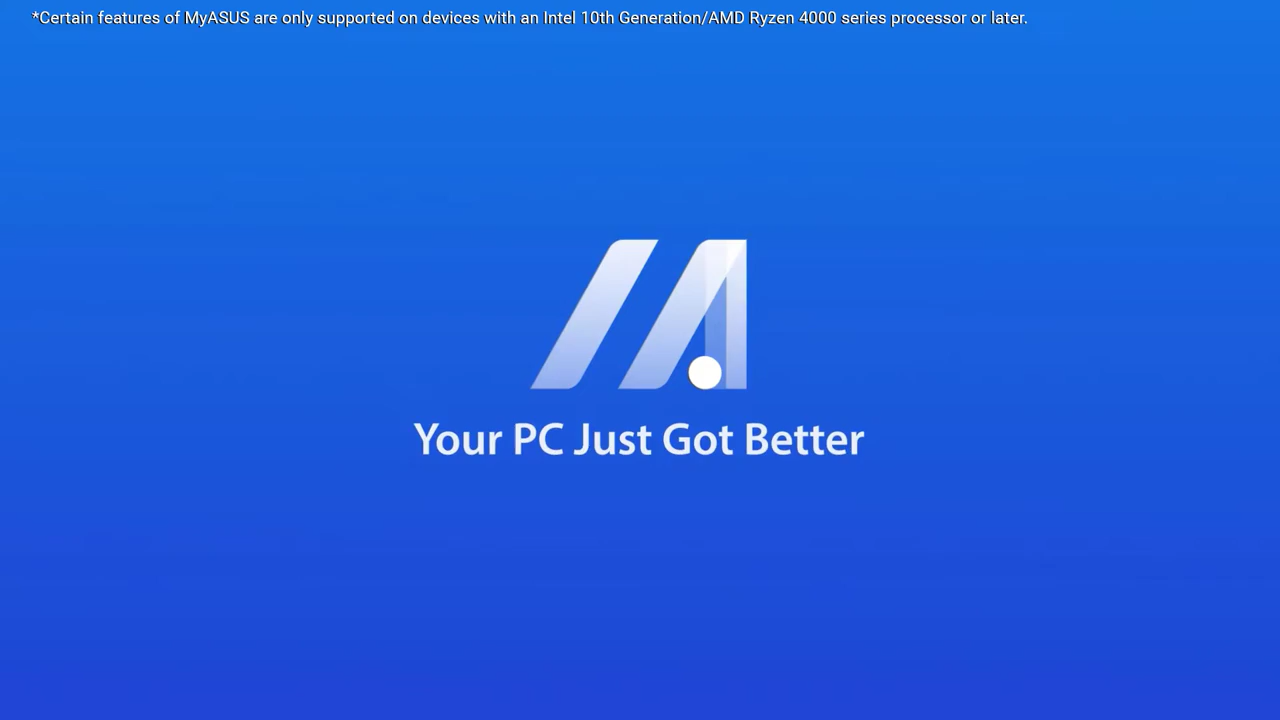 *Certain features of MyASUS are only supported on devices with an Intel 10th Generation/AMD Ryzen 4000 series processor or later.
Your PC Just Got Better